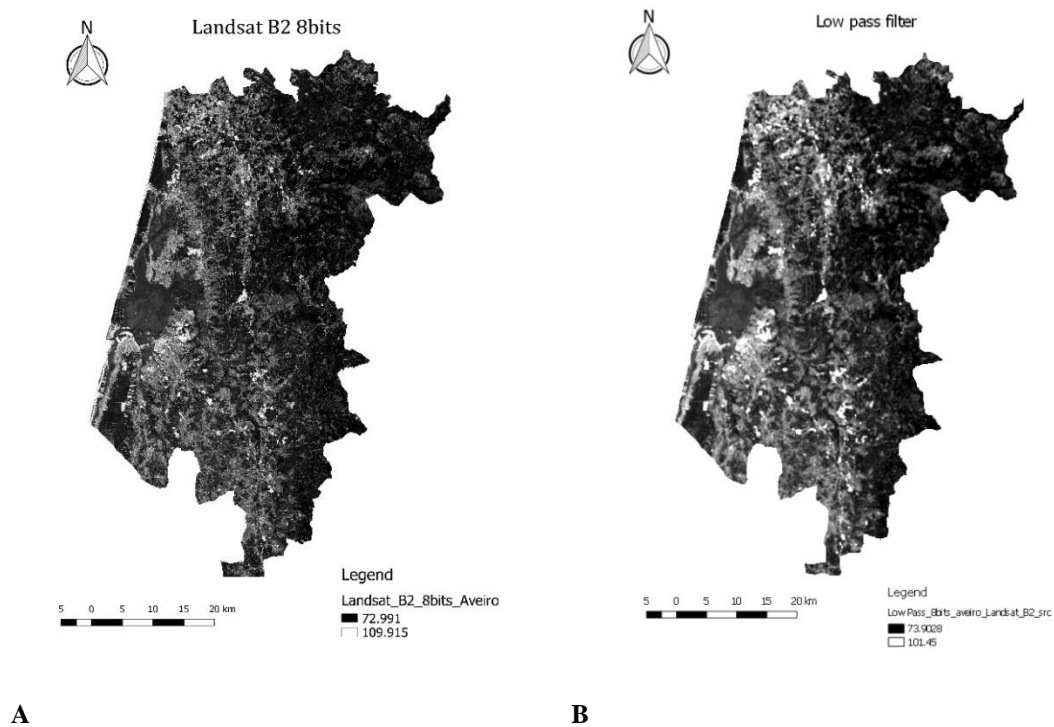 N
Landsat B2 8bits
Legend
Landsat_B2_8bits_Aveiro
72.991
109.915
5 0 5 10 15 20 km
A
N
Low pass filter
Legend
Low Pass_8bits_aveiro_Landsat_B2_src
73.9028
101.45
5 0 5 10 15 20 km
B